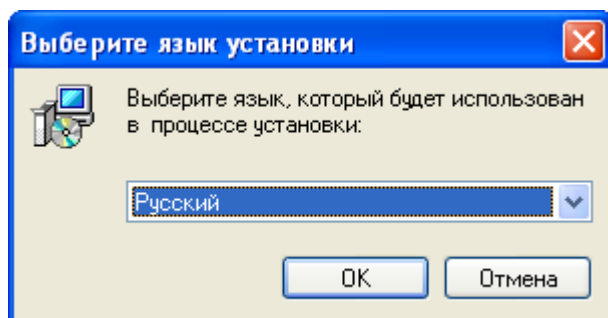 Выберите язык установки
Выберите язык, который будет использован
в процессе установки:
Русский
OK
Отмена